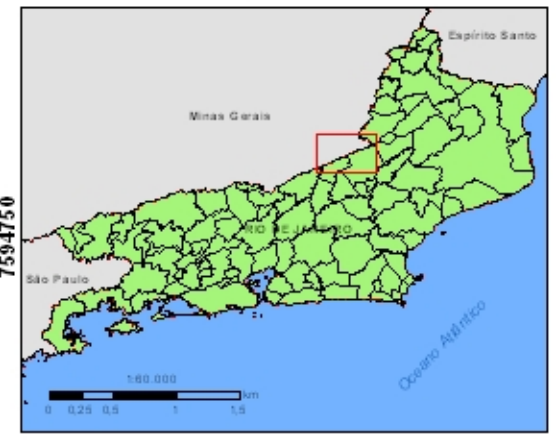 Espírito Santo
Minas Gerais
7594750
RIO DE JANEIRO
São Paulo
Oceano Atlântico
1:60.000
km
0 0,25 0,5 1 1,5